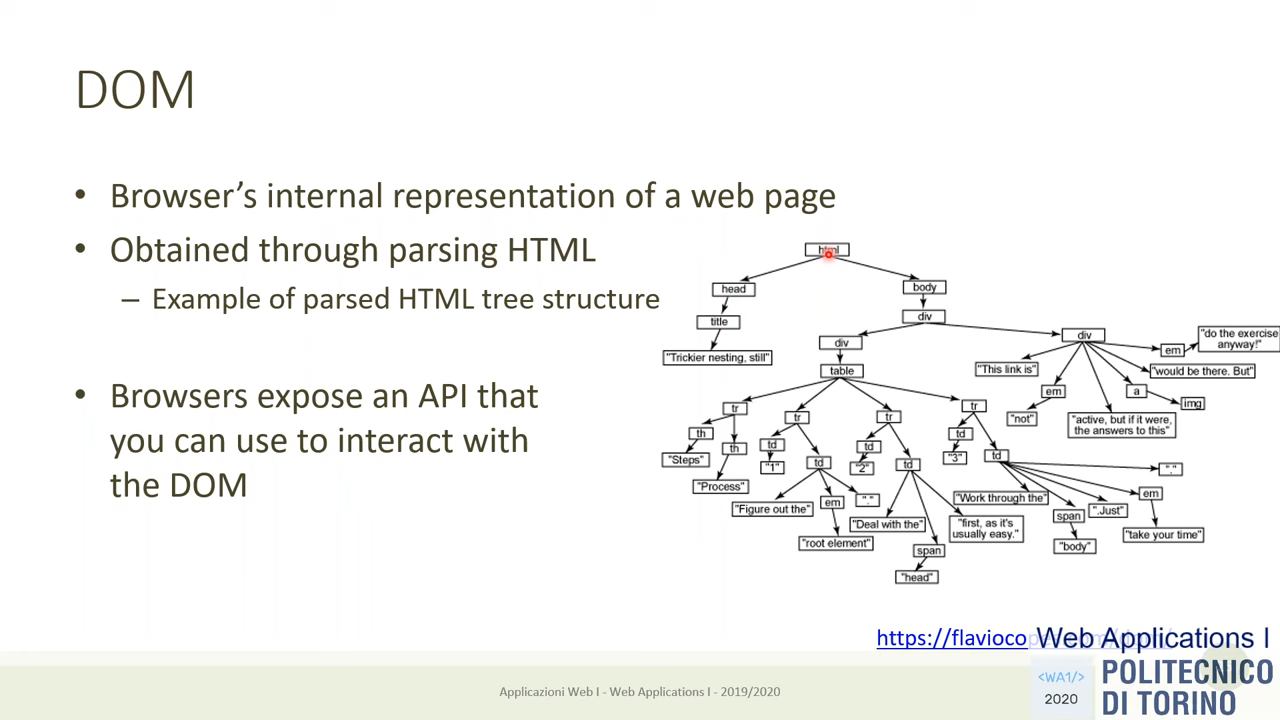 DOM
• Browser’s internal representation of a web page
• Obtained through parsing HTML
– Example of parsed HTML tree structure
• Browsers expose an API that
you can use to interact with
the DOM
html
head
body
title
div
"Trickier nesting, still"
div
div
table
"This link is"
em
"do the exercise
anyway!"
"would be there. But"
em
a
img
"not"
"active, but if it were,
the answers to this"
tr
tr
tr
tr
th
th
td
td
td
td
td
td
"Steps"
"Process"
"1"
"2"
"3"
"."
"Figure out the"
em
"."
"root element"
"Deal with the"
"first, as it's
usually easy."
span
"head"
"Work through the"
span
".Just"
em
"body"
"take your time"
https://flavioco
Web Applications I
Applicazioni Web I - Web Applications I - 2019/2020
<WA1/>
2020
POLITECNICO
DI TORINO